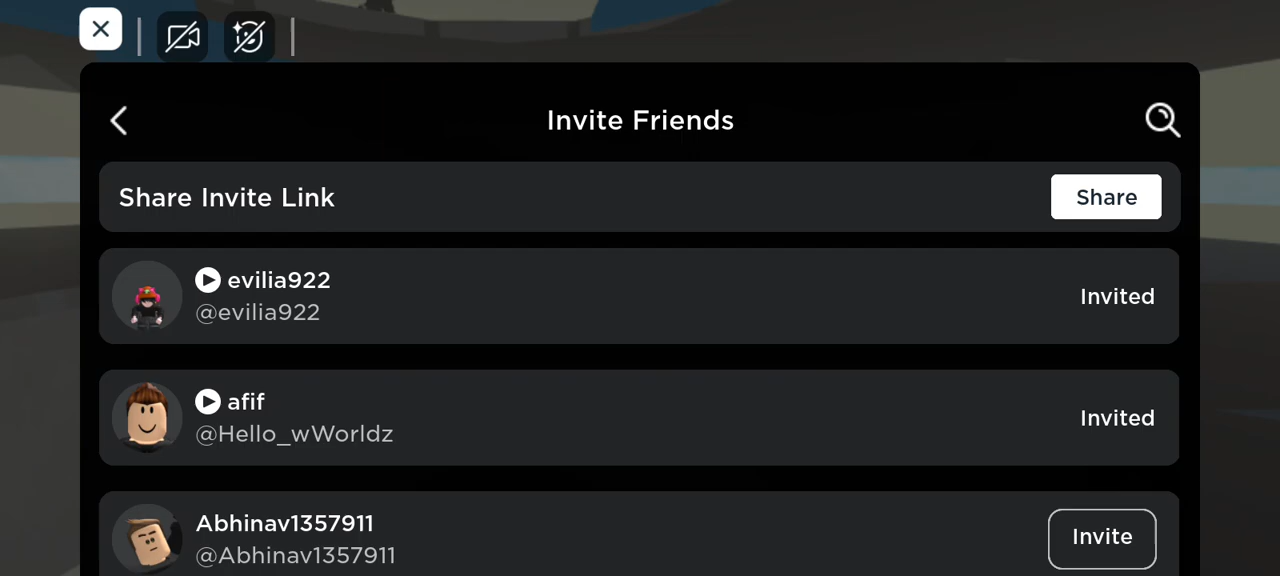 Invite Friends
Share Invite Link
Share
evilia922
@evilia922
Invited
afif
@Hello_wWorldz
Invited
Abhinav1357911
@Abhinav1357911
Invite